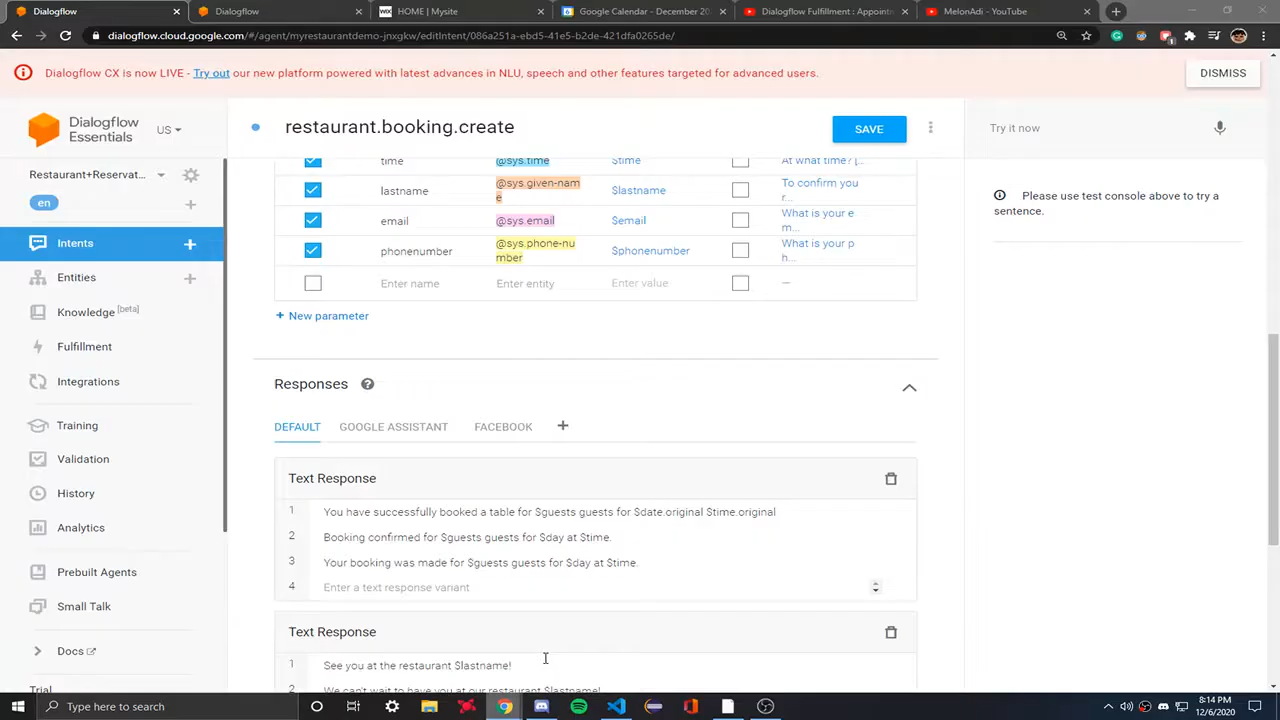 Dialogflow
Dialogflow
WiX HOME | Mysite
Google Calendar - December 20
Dialogflow Fulfillment : Appoint
MelonAdi - YouTube
dialogflow.cloud.google.com/#/agent/myrestaurantdemo-jnxgkw/editIntent/086a251a-ebd5-41e5-b2de-421dfa0265de/
Dialogflow CX is now LIVE - Try out our new platform powered with latest advances in NLU, speech and other features targeted for advanced users.
DISMISS
Dialogflow
Essentials
US
restaurant.booking.create
SAVE
Try it now
Restaurant+Reservat...
en
Intents
Entities
Knowledge [beta]
Fulfillment
Integrations
Training
Validation
History
Analytics
Prebuilt Agents
Small Talk
Docs
Trial
time @sys.time $time At what time? [...
lastname @sys.given-nam
e $lastname To confirm you
r...
email @sys.email $email What is your e
m...
phonenumber @sys.phone-nu
mber $phonenumber What is your p
h...
Enter name Enter entity Enter value —
+ New parameter
Responses ?
DEFAULT GOOGLE ASSISTANT FACEBOOK +
Text Response
1 You have successfully booked a table for $guests guests for $date.original $time.original
2 Booking confirmed for $guests guests for $day at $time.
3 Your booking was made for $guests guests for $day at $time.
4 Enter a text response variant
Text Response
1 See you at the restaurant $lastname!
2 We can't wait to have you at our restaurant $lastname!
Please use test console above to try a
sentence.
Type here to search
8:14 PM
12/6/2020